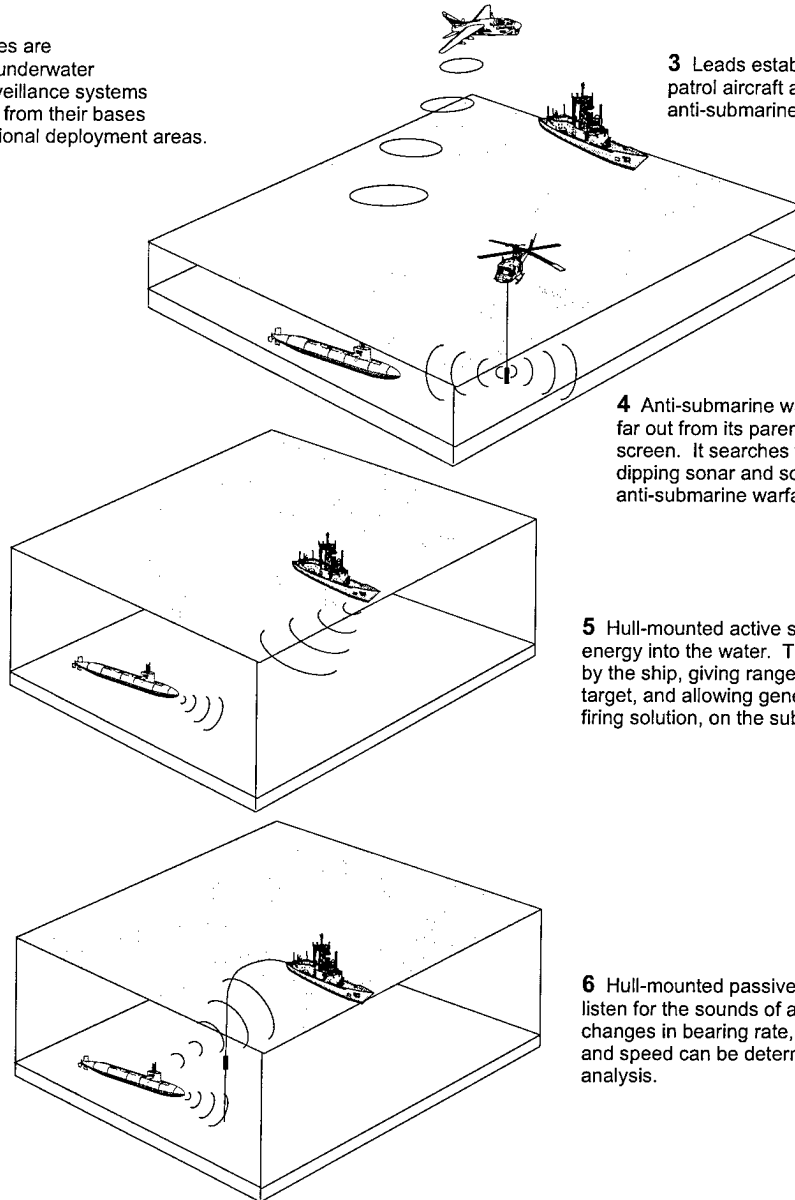 es are
underwater
veillance systems
from their bases
ional deployment areas.
3 Leads estab
patrol aircraft a
anti-submarine
4 Anti-submarine w
far out from its paren
screen. It searches
dipping sonar and so
anti-submarine warfa
5 Hull-mounted active s
energy into the water. T
by the ship, giving range
target, and allowing gene
firing solution, on the sub
6 Hull-mounted passive
listen for the sounds of a
changes in bearing rate,
and speed can be determ
analysis.